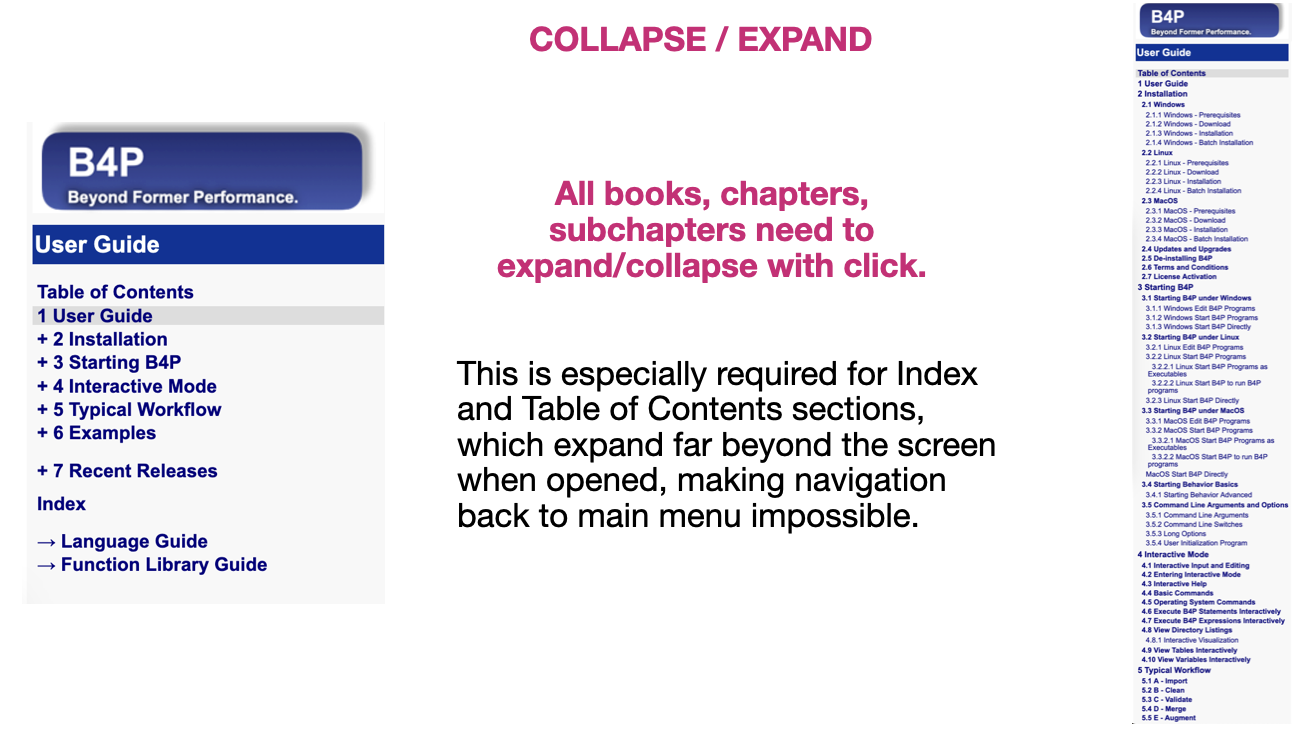 COLLAPSE / EXPAND
B4P
Beyond Former Performance.
User Guide
Table of Contents
1 User Guide
+ 2 Installation
+ 3 Starting B4P
+ 4 Interactive Mode
+ 5 Typical Workflow
+ 6 Examples
+ 7 Recent Releases
Index
→ Language Guide
→ Function Library Guide
All books, chapters,
subchapters need to
expand/collapse with click.
This is especially required for Index
and Table of Contents sections,
which expand far beyond the screen
when opened, making navigation
back to main menu impossible.
B4P
Beyond Former Performance.
User Guide
Table of Contents
1 User Guide
2 Installation
2.1 Windows
2.1.1 Windows - Prerequisites
2.1.2 Windows - Download
2.1.3 Windows - Installation
2.1.4 Windows - Batch Installation
2.2 Linux
2.2.1 Linux - Prerequisites
2.2.2 Linux - Download
2.2.3 Linux - Installation
2.2.4 Linux - Batch Installation
2.3 MacOS
2.3.1 MacOS - Prerequisites
2.3.2 MacOS - Download
2.3.3 MacOS - Installation
2.3.4 MacOS - Batch Installation
2.4 Updates and Upgrades
2.5 De-installing B4P
2.6 Terms and Conditions
2.7 License Activation
3 Starting B4P
3.1 Starting B4P under Windows
3.1.1 Windows Edit B4P Programs
3.1.2 Windows Start B4P Programs
3.1.3 Windows Start B4P Directly
3.2 Starting B4P under Linux
3.2.1 Linux Edit B4P Programs
3.2.2 Linux Start B4P Programs
3.2.2.1 Linux Start B4P Programs as
Executables
3.2.2.2 Linux Start B4P to run B4P
programs
3.2.3 Linux Start B4P Directly
3.3 Starting B4P under MacOS
3.3.1 MacOS Edit B4P Programs
3.3.2 MacOS Start B4P Programs
3.3.2.1 MacOS Start B4P Programs as
Executables
3.3.2.2 MacOS Start B4P to run B4P
programs
MacOS Start B4P Directly
3.4 Starting Behavior Basics
3.4.1 Starting Behavior Advanced
3.5 Command Line Arguments and Options
3.5.1 Command Line Arguments
3.5.2 Command Line Switches
3.5.3 Long Options
3.5.4 User Initialization Program
4 Interactive Mode
4.1 Interactive Input and Editing
4.2 Entering Interactive Mode
4.3 Interactive Help
4.4 Basic Commands
4.5 Operating System Commands
4.6 Execute B4P Statements Interactively
4.7 Execute B4P Expressions Interactively
4.8 View Directory Listings
4.8.1 Interactive Visualization
4.9 View Tables Interactively
4.10 View Variables Interactively
5 Typical Workflow
5.1 A - Import
5.2 B - Clean
5.3 C - Validate
5.4 D - Merge
5.5 E - Augment